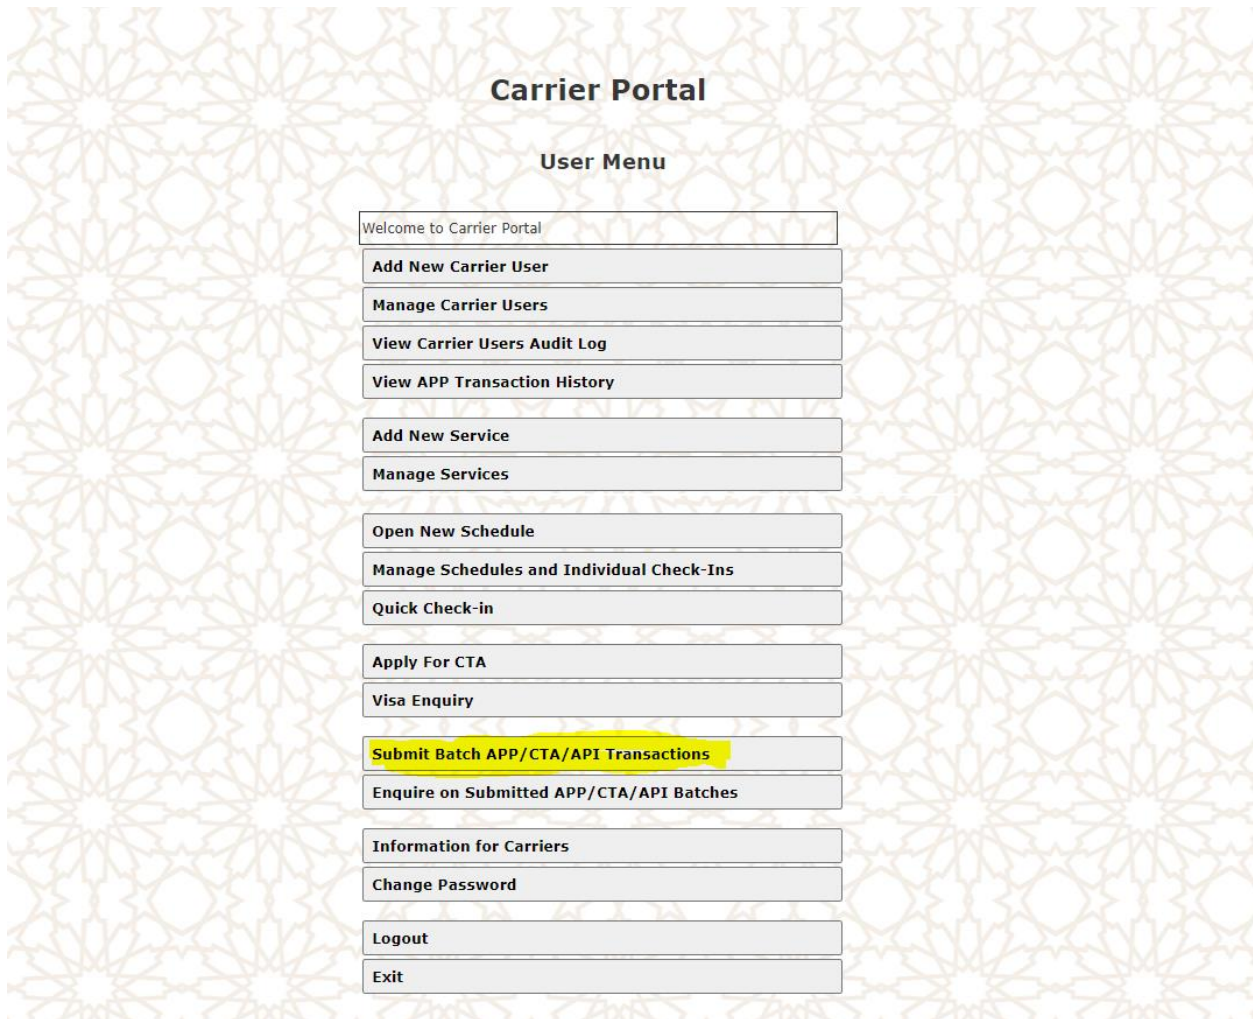 Carrier Portal
User Menu
Welcome to Carrier Portal
Add New Carrier User
Manage Carrier Users
View Carrier Users Audit Log
View APP Transaction History
Add New Service
Manage Services
Open New Schedule
Manage Schedules and Individual Check-Ins
Quick Check-in
Apply For CTA
Visa Enquiry
Submit Batch APP/CTA/API Transactions
Enquire on Submitted APP/CTA/API Batches
Information for Carriers
Change Password
Logout
Exit